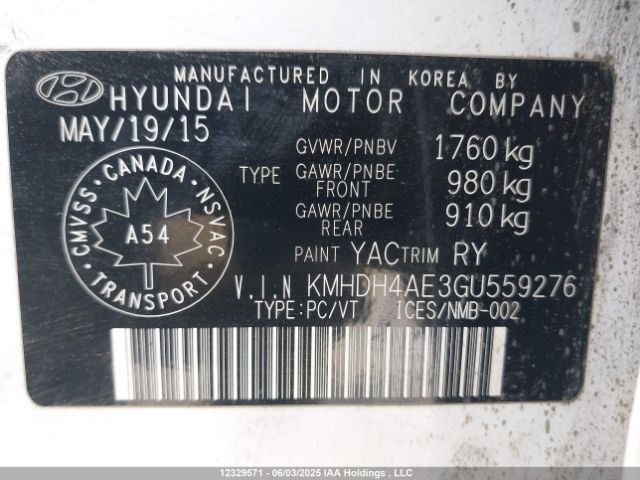 MANUFACTURED IN KOREA BY
HYUNDAI MOTOR COMPANY
MAY/19/15
GVWR/PNBV 1760 kg
TYPE GAWR/PNBE FRONT 980 kg
GAWR/PNBE REAR 910 kg
CMVSS · CANADA · NSVAC
A54
TRANSPORT
PAINT YAC TRIM RY
V.I.N KMHDH4AE3GU559276
TYPE:PC/VT ICES/NMB-002
12329571 - 06/03/2025 IAA Holdings , LLC